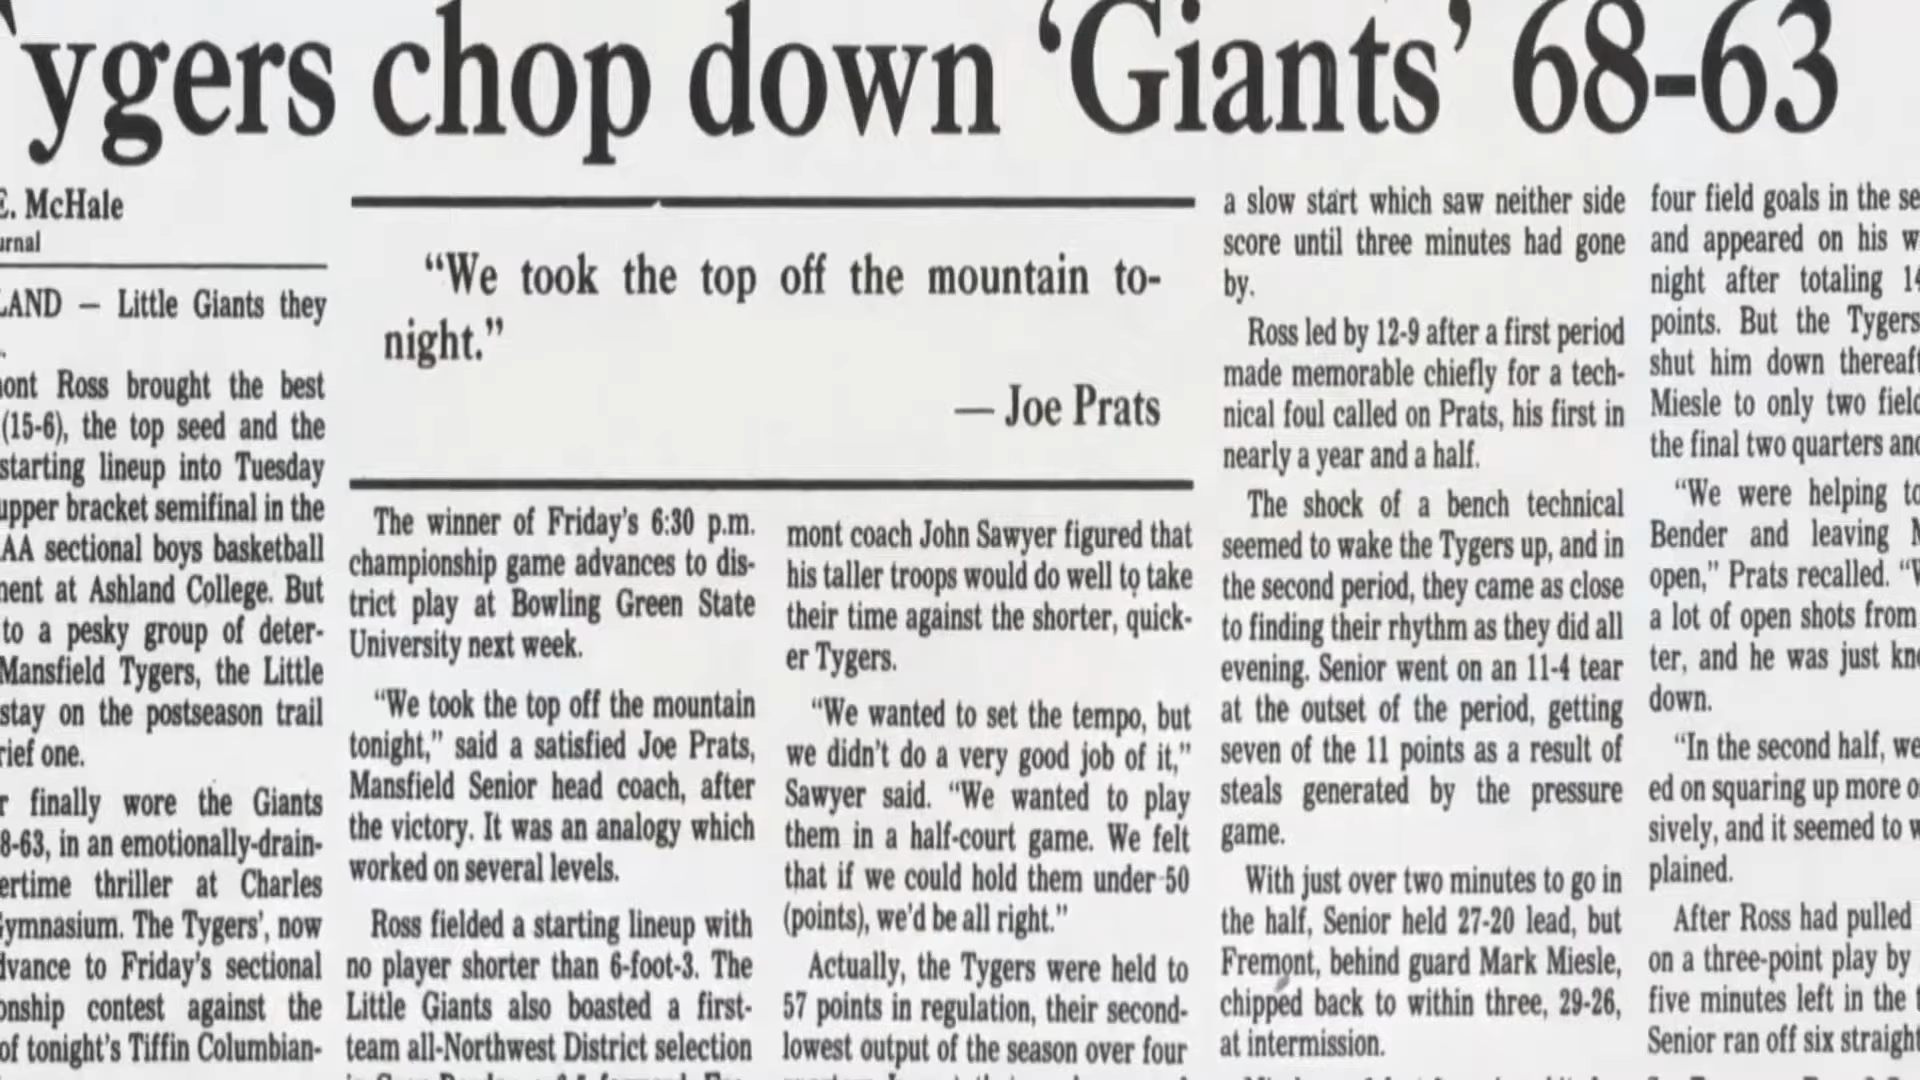 Tygers chop down ‘Giants’ 68-63
E. McHale
urnal
LAND — Little Giants they
ont Ross brought the best
(15-6), the top seed and the
starting lineup into Tuesday
upper bracket semifinal in the
AA sectional boys basketball
ment at Ashland College. But
to a pesky group of deter-
Mansfield Tygers, the Little
stay on the postseason trail
rief one.
r finally wore the Giants
8-63, in an emotionally-drain-
ertime thriller at Charles
Gymnasium. The Tygers’, now
dvance to Friday’s sectional
onship contest against the
of tonight’s Tiffin Columbian-
“We took the top off the mountain to-
night.”
— Joe Prats
The winner of Friday’s 6:30 p.m.
championship game advances to dis-
trict play at Bowling Green State
University next week.
“We took the top off the mountain
tonight,” said a satisfied Joe Prats,
Mansfield Senior head coach, after
the victory. It was an analogy which
worked on several levels.
Ross fielded a starting lineup with
no player shorter than 6-foot-3. The
Little Giants also boasted a first-
team all-Northwest District selection
mont coach John Sawyer figured that
his taller troops would do well to take
their time against the shorter, quick-
er Tygers.
“We wanted to set the tempo, but
we didn’t do a very good job of it,”
Sawyer said. “We wanted to play
them in a half-court game. We felt
that if we could hold them under 50
(points), we’d be all right.”
Actually, the Tygers were held to
57 points in regulation, their second-
lowest output of the season over four
a slow start which saw neither side
score until three minutes had gone
by.
Ross led by 12-9 after a first period
made memorable chiefly for a tech-
nical foul called on Prats, his first in
nearly a year and a half.
The shock of a bench technical
seemed to wake the Tygers up, and in
the second period, they came as close
to finding their rhythm as they did all
evening. Senior went on an 11-4 tear
at the outset of the period, getting
seven of the 11 points as a result of
steals generated by the pressure
game.
With just over two minutes to go in
the half, Senior held 27-20 lead, but
Fremont, behind guard Mark Miesle,
chipped back to within three, 29-26,
at intermission.
four field goals in the se
and appeared on his w
night after totaling 14
points. But the Tygers
shut him down thereaft
Miesle to only two field
the final two quarters and
“We were helping to
Bender and leaving M
open,” Prats recalled. “W
a lot of open shots from
ter, and he was just kno
down.
“In the second half, we
ed on squaring up more o
sively, and it seemed to w
plained.
After Ross had pulled
on a three-point play by
five minutes left in the t
Senior ran off six straight